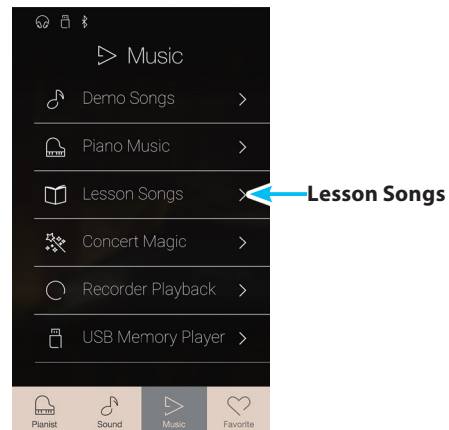 Music
Demo Songs
Piano Music
Lesson Songs
Lesson Songs
Concert Magic
Recorder Playback
USB Memory Player
Pianist Sound Music Favorite